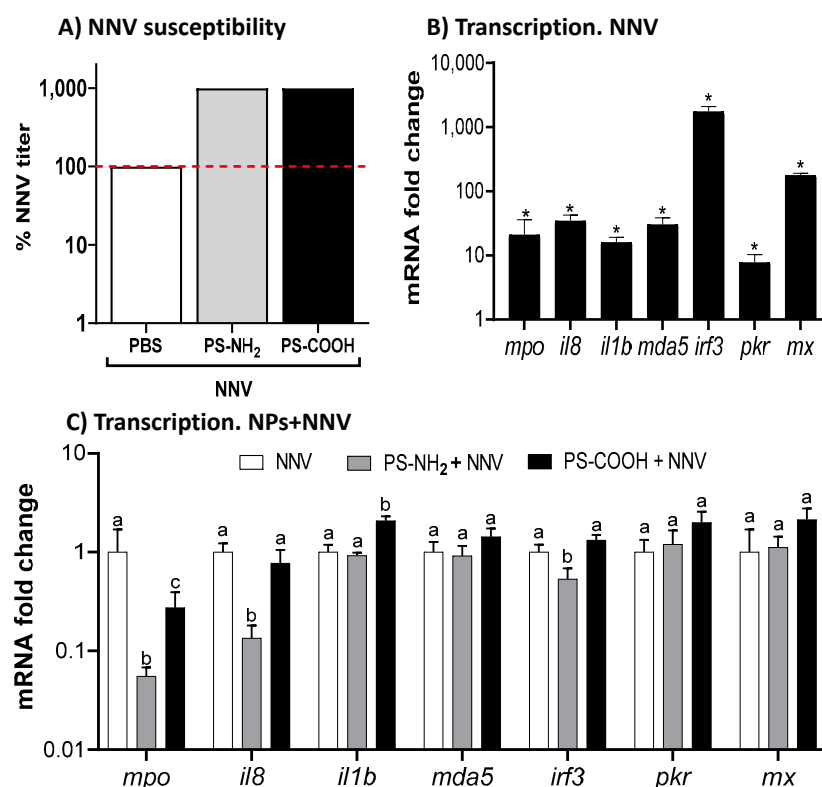 A) NNV susceptibility
% NNV titer
1,000
100
10
1
PBS
PS-NH₂
PS-COOH
NNV
B) Transcription. NNV
mRNA fold change
10,000
1,000
100
10
1
* * * * * * *
mpo il8 il1b mda5 irf3 pkr mx
C) Transcription. NPs+NNV
mRNA fold change
10
1
0.1
0.01
NNV PS-NH₂ + NNV PS-COOH + NNV
a b c
a b a
a a b
a a a
a b a
a a a
a a a
mpo il8 il1b mda5 irf3 pkr mx